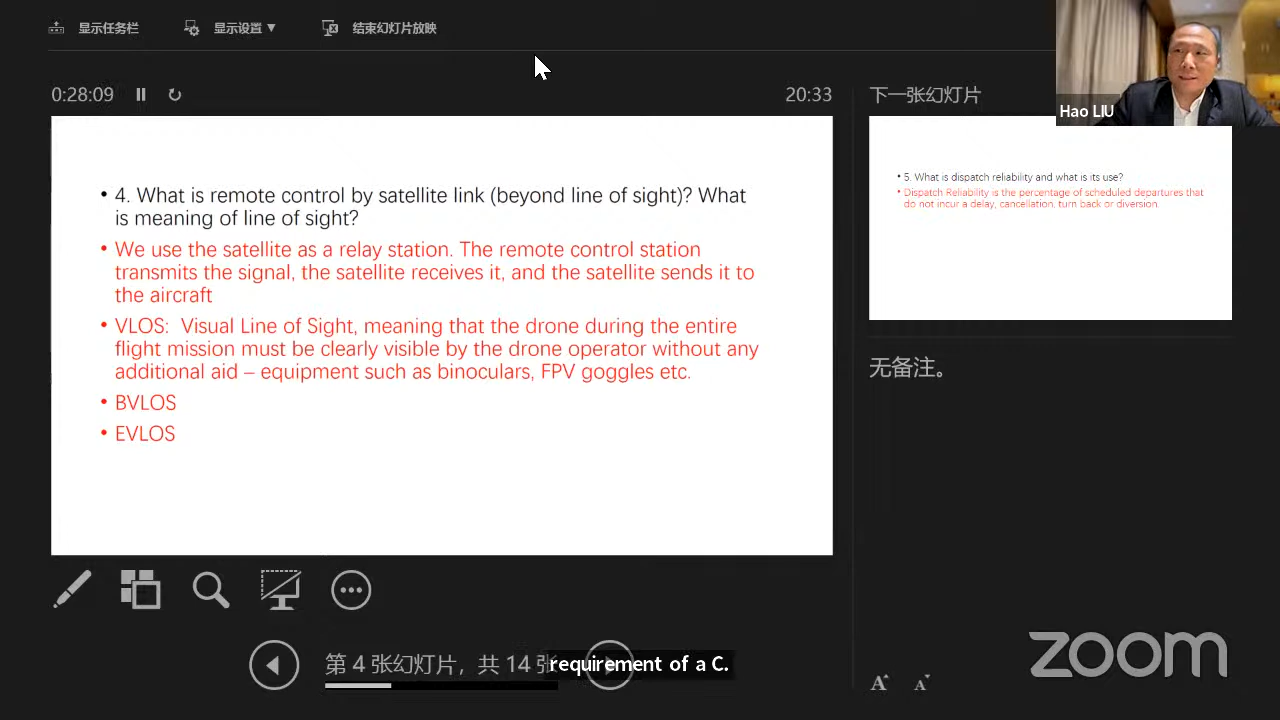 显示任务栏
显示设置 ▼
结束幻灯片放映
0:28:09
20:33
下一张幻灯片
Hao LIU
• 4. What is remote control by satellite link (beyond line of sight)? What
is meaning of line of sight?
• We use the satellite as a relay station. The remote control station
transmits the signal, the satellite receives it, and the satellite sends it to
the aircraft
• VLOS: Visual Line of Sight, meaning that the drone during the entire
flight mission must be clearly visible by the drone operator without any
additional aid – equipment such as binoculars, FPV goggles etc.
• BVLOS
• EVLOS
• 5. What is dispatch reliability and what is its use?
• Dispatch Reliability is the percentage of scheduled departures that
do not incur a delay, cancellation, turn back or diversion.
无备注。
第 4 张幻灯片，共 14 张
requirement of a C.
zoom
A A